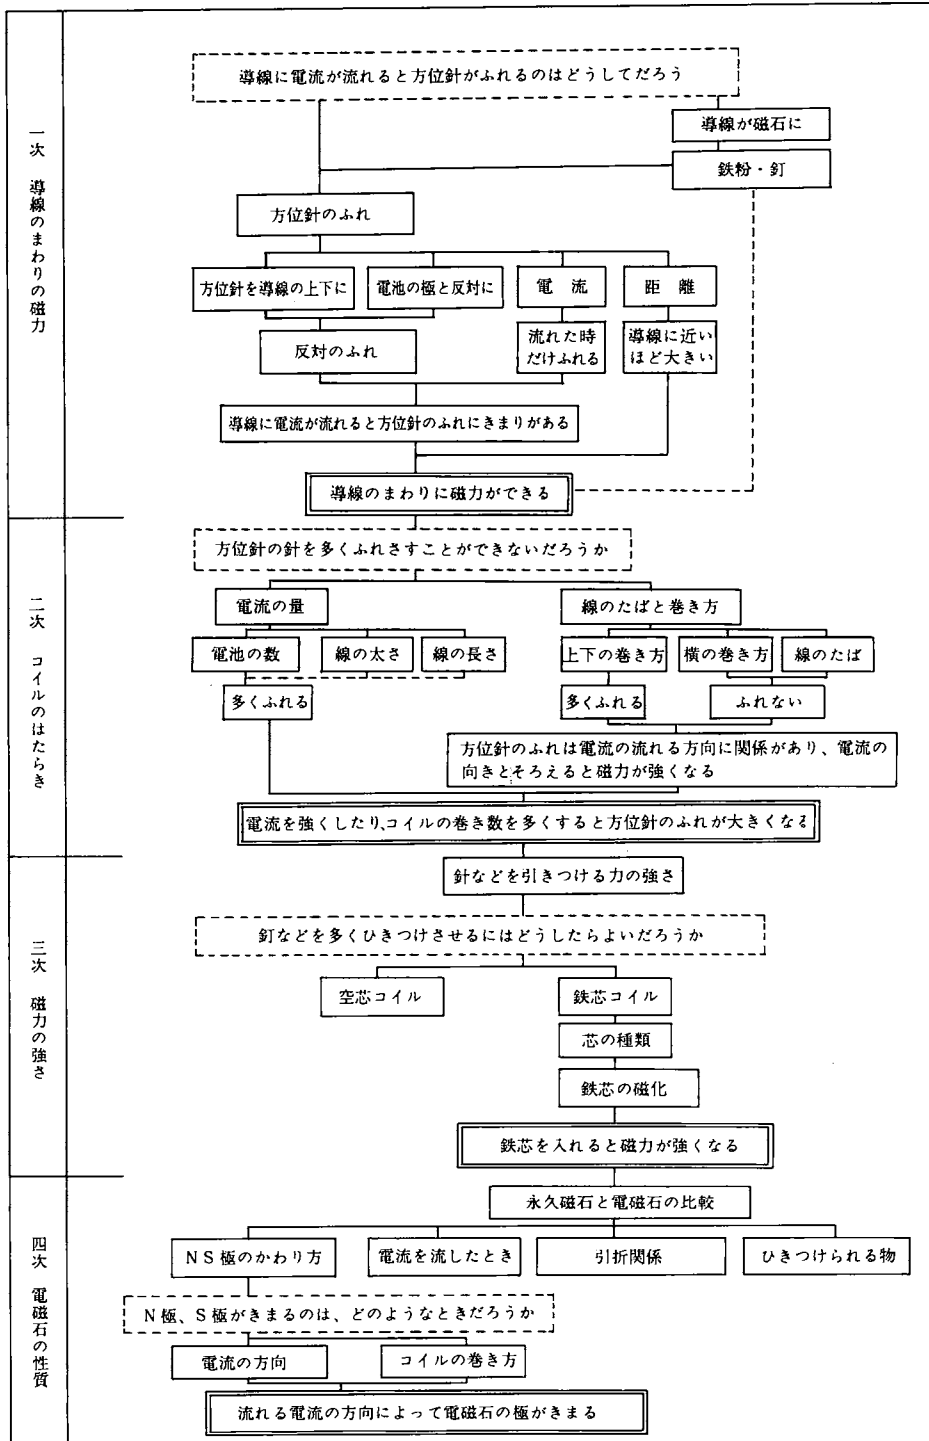 一次　導線のまわりの磁力
導線に電流が流れると方位針がふれるのはどうしてだろう
導線が磁石に
鉄粉・釘
方位針のふれ
方位針を導線の上下に
電池の極と反対に
電流
距離
反対のふれ
流れた時
だけふれる
導線に近い
ほど大きい
導線に電流が流れると方位針のふれにきまりがある
導線のまわりに磁力ができる
二次　コイルのはたらき
方位針の針を多くふれさすことができないだろうか
電流の量
線のたばと巻き方
電池の数
線の太さ
線の長さ
上下の巻き方
横の巻き方
線のたば
多くふれる
多くふれる
ふれない
方位針のふれは電流の流れる方向に関係があり、電流の
向きとそろえると磁力が強くなる
電流を強くしたり、コイルの巻き数を多くすると方位針のふれが大きくなる
三次　磁力の強さ
針などを引きつける力の強さ
釘などを多くひきつけさせるにはどうしたらよいだろうか
空芯コイル
鉄芯コイル
芯の種類
鉄芯の磁化
鉄芯を入れると磁力が強くなる
四次　電磁石の性質
永久磁石と電磁石の比較
NS極のかわり方
電流を流したとき
引折関係
ひきつけられる物
N極、S極がきまるのは、どのようなときだろうか
電流の方向
コイルの巻き方
流れる電流の方向によって電磁石の極がきまる